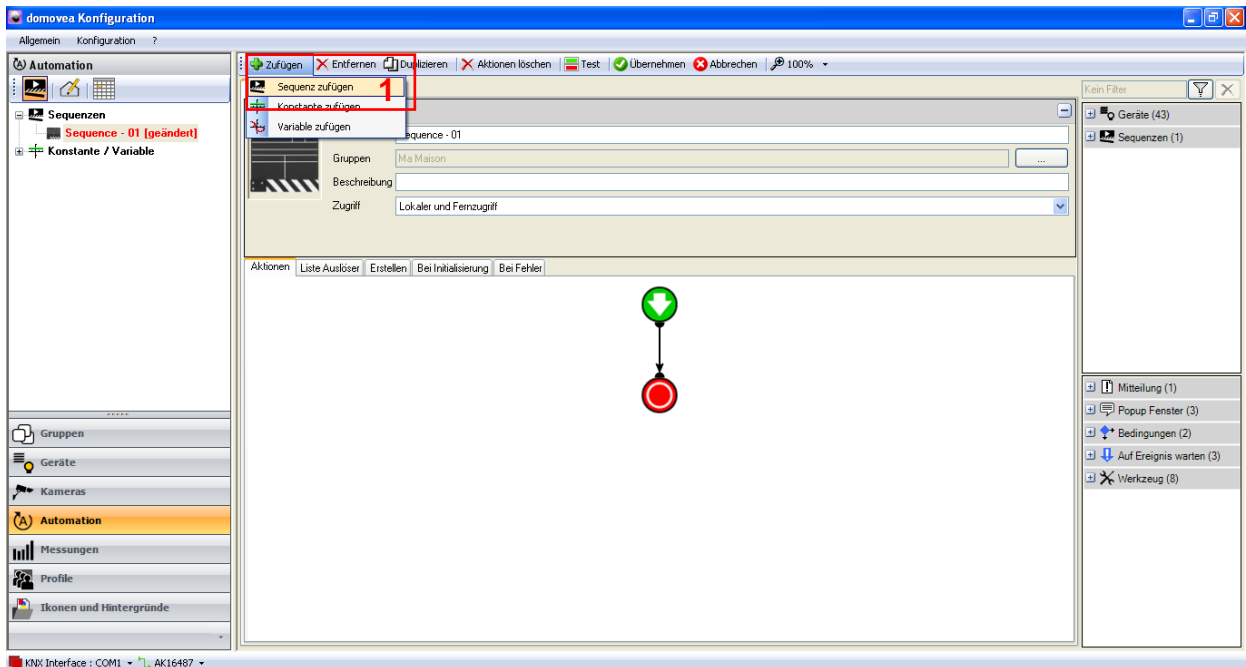 domovea Konfiguration
Allgemein Konfiguration ?
Automation
Zufügen Entfernen Duplizieren Aktionen löschen Test Übernehmen Abbrechen 100%
Sequenz zufügen
1
Konstante zufügen
Variable zufügen
Sequenzen
Sequence - 01 [geändert]
Konstante / Variable
Sequence - 01
Gruppen Ma Maison ...
Beschreibung
Zugriff Lokaler und Fernzugriff
Aktionen Liste Auslöser Erstellen Bei Initialisierung Bei Fehler
Kein Filter
Geräte (43)
Sequenzen (1)
Mitteilung (1)
Popup Fenster (3)
Bedingungen (2)
Auf Ereignis warten (3)
Werkzeug (8)
Gruppen
Geräte
Kameras
Automation
Messungen
Profile
Ikonen und Hintergründe
KNX Interface : COM1 AK16487